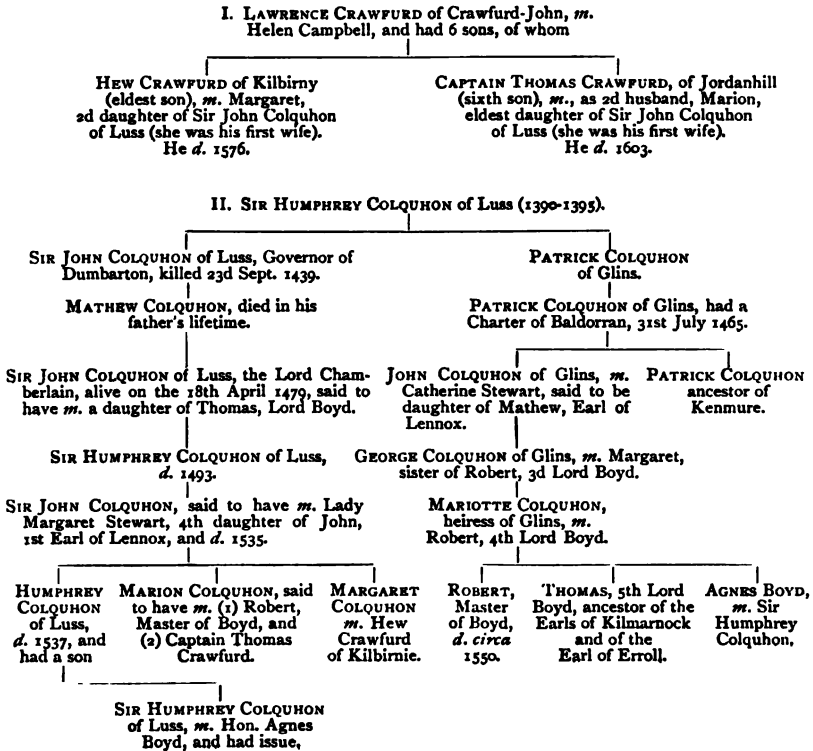 I. LAWRENCE CRAWFURD of Crawfurd-John, m.
Helen Campbell, and had 6 sons, of whom
HEW CRAWFURD of Kilbirny
(eldest son), m. Margaret,
2d daughter of Sir John Colquhon
of Luss (she was his first wife).
He d. 1576.
CAPTAIN THOMAS CRAWFURD, of Jordanhill
(sixth son), m., as 2d husband, Marion,
eldest daughter of Sir John Colquhon
of Luss (she was his first wife).
He d. 1603.
II. SIR HUMPHREY COLQUHON of Luss (1390-1395).
SIR JOHN COLQUHON of Luss, Governor of
Dumbarton, killed 23d Sept. 1439.
PATRICK COLQUHON
of Glins.
MATHEW COLQUHON, died in his
father's lifetime.
PATRICK COLQUHON of Glins, had a
Charter of Baldorran, 31st July 1465.
SIR JOHN COLQUHON of Luss, the Lord Cham-
berlain, alive on the 18th April 1479, said to
have m. a daughter of Thomas, Lord Boyd.
JOHN COLQUHON of Glins, m.
Catherine Stewart, said to be
daughter of Mathew, Earl of
Lennox.
PATRICK COLQUHON
ancestor of
Kenmure.
SIR HUMPHREY COLQUHON of Luss,
d. 1493.
GEORGE COLQUHON of Glins, m. Margaret,
sister of Robert, 3d Lord Boyd.
SIR JOHN COLQUHON, said to have m. Lady
Margaret Stewart, 4th daughter of John,
1st Earl of Lennox, and d. 1535.
MARIOTTE COLQUHON,
heiress of Glins, m.
Robert, 4th Lord Boyd.
HUMPHREY
COLQUHON
of Luss,
d. 1537, and
had a son
MARION COLQUHON, said
to have m. (1) Robert,
Master of Boyd, and
(2) Captain Thomas
Crawfurd.
MARGARET
COLQUHON
m. Hew
Crawfurd
of Kilbirnie.
ROBERT,
Master
of Boyd,
d. circa
1550.
THOMAS, 5th Lord
Boyd, ancestor of the
Earls of Kilmarnock
and of the
Earl of Erroll.
AGNES BOYD,
m. Sir
Humphrey
Colquhon,
SIR HUMPHREY COLQUHON
of Luss, m. Hon. Agnes
Boyd, and had issue,